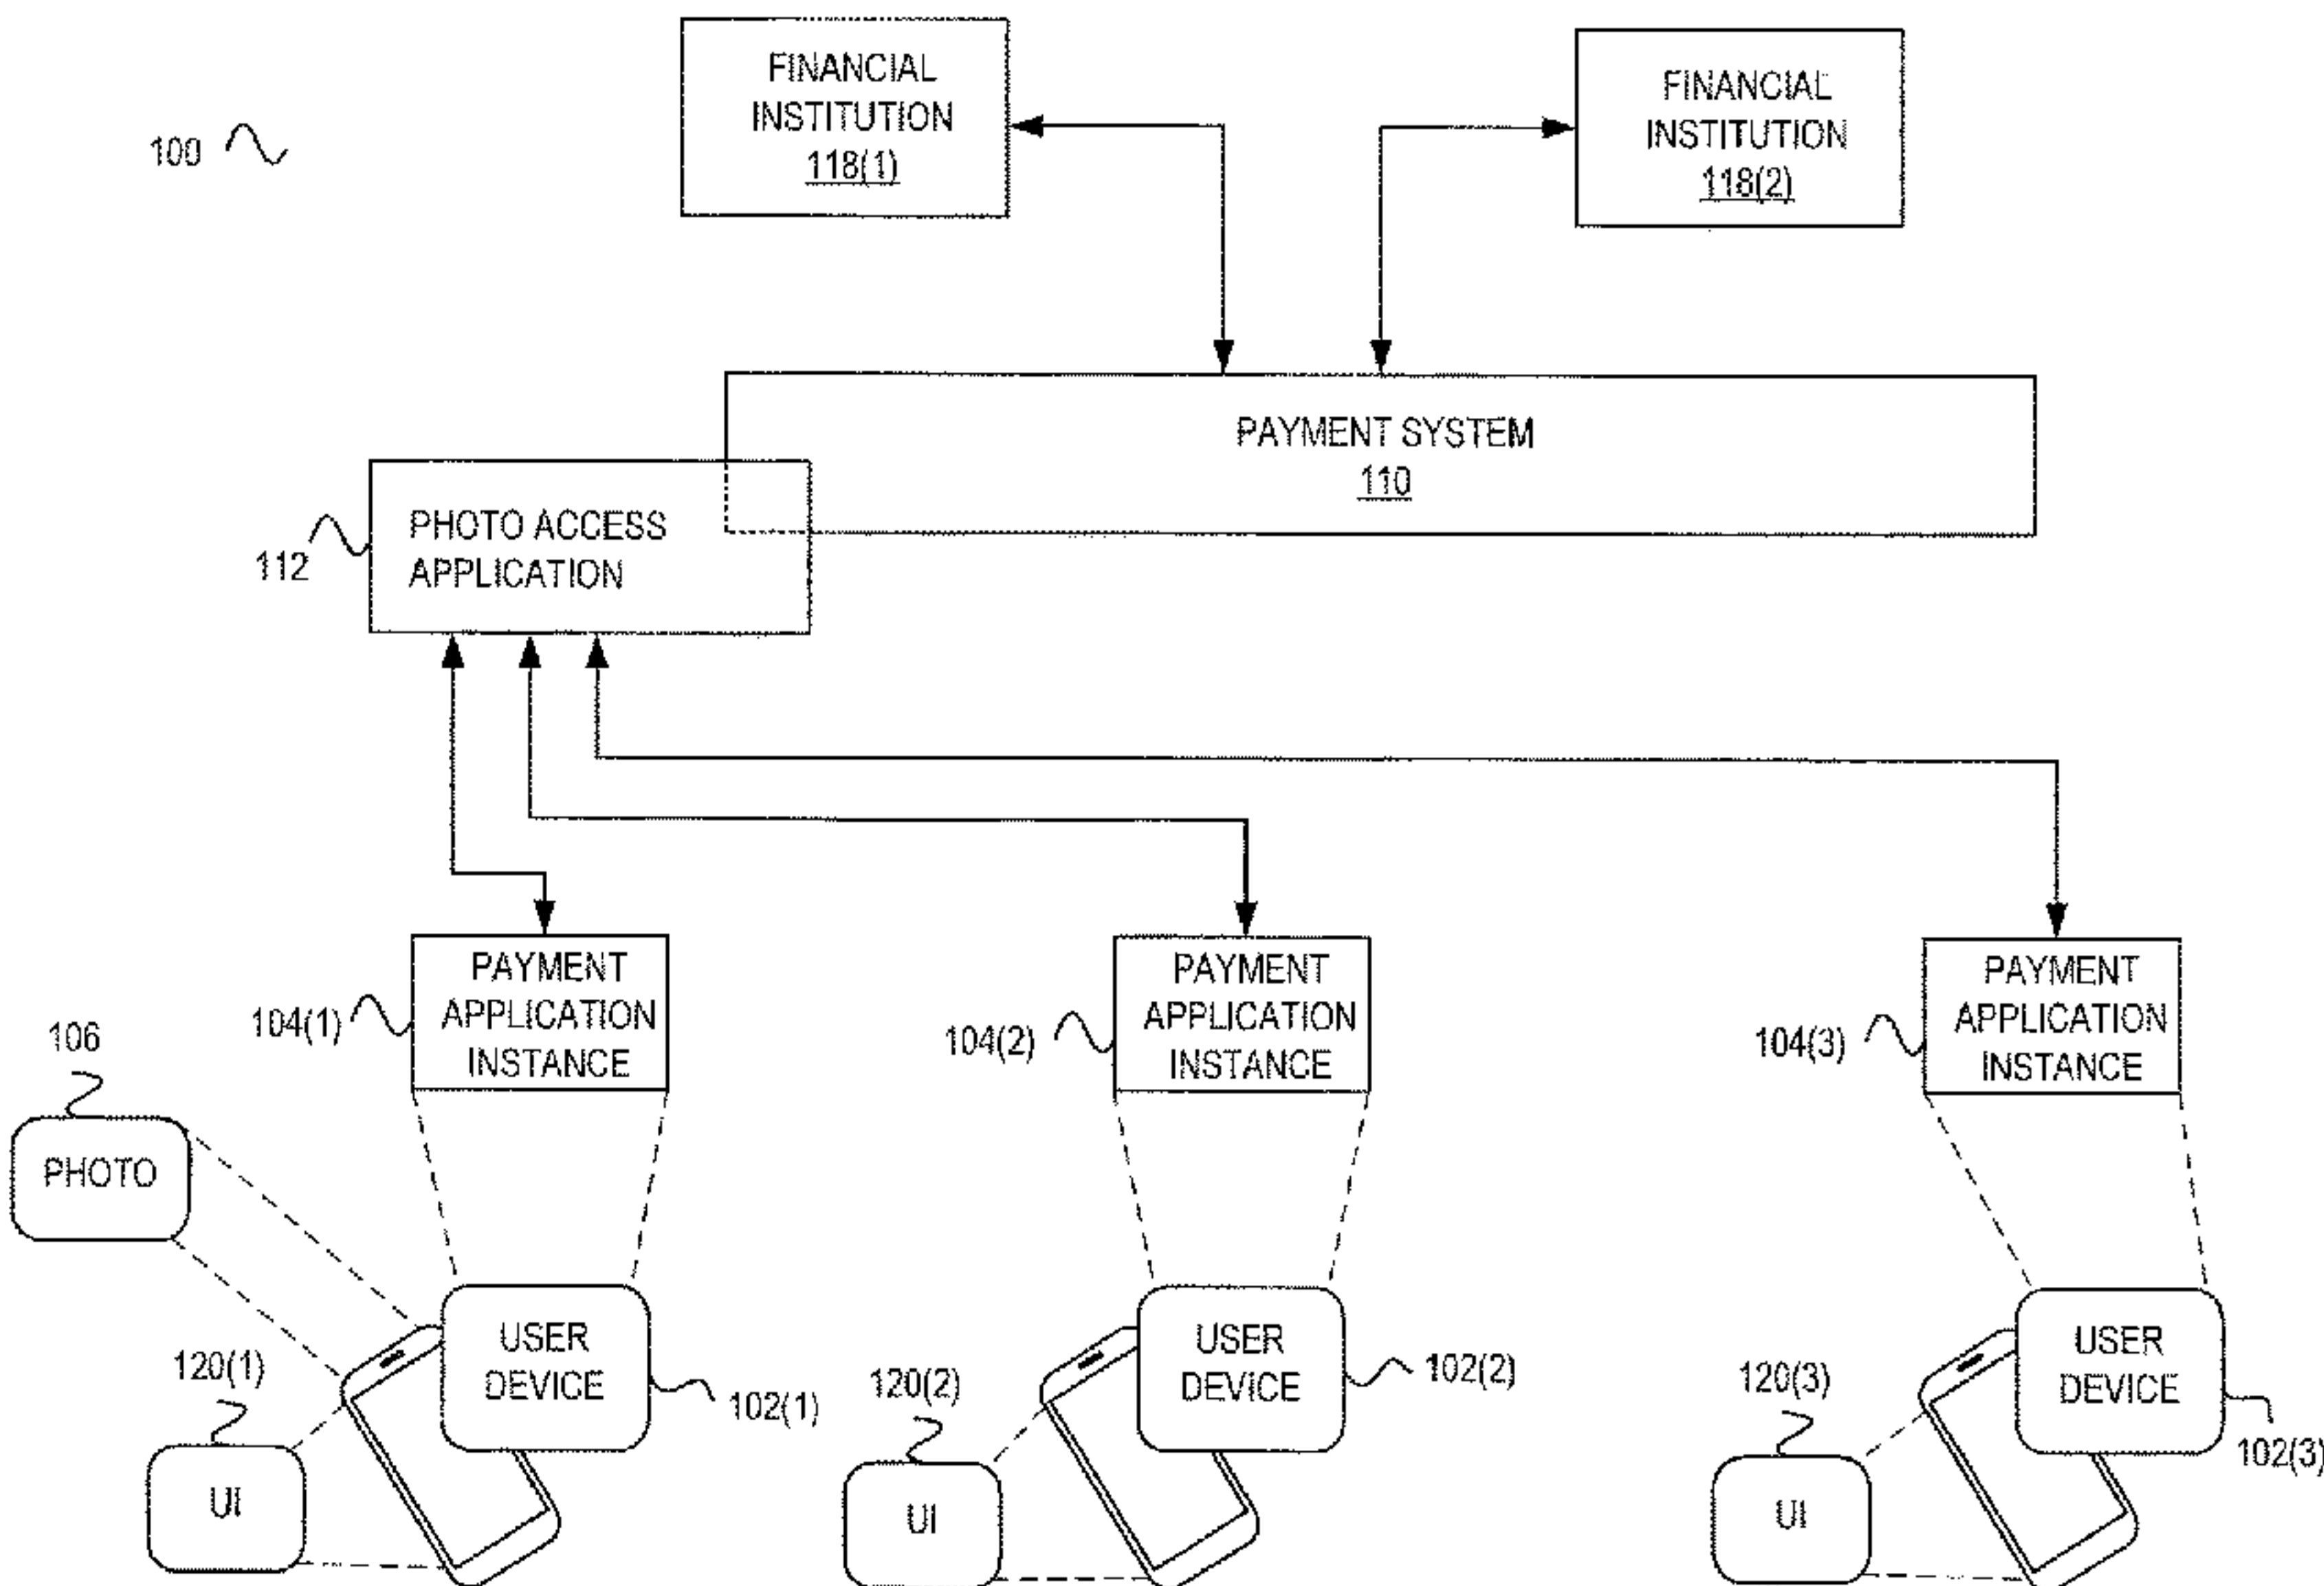 100
FINANCIAL
INSTITUTION
118(1)
FINANCIAL
INSTITUTION
118(2)
PAYMENT SYSTEM
110
112
PHOTO ACCESS
APPLICATION
104(1)
PAYMENT
APPLICATION
INSTANCE
104(2)
PAYMENT
APPLICATION
INSTANCE
104(3)
PAYMENT
APPLICATION
INSTANCE
106
PHOTO
120(1)
UI
USER
DEVICE
102(1)
120(2)
UI
USER
DEVICE
102(2)
120(3)
UI
USER
DEVICE
102(3)